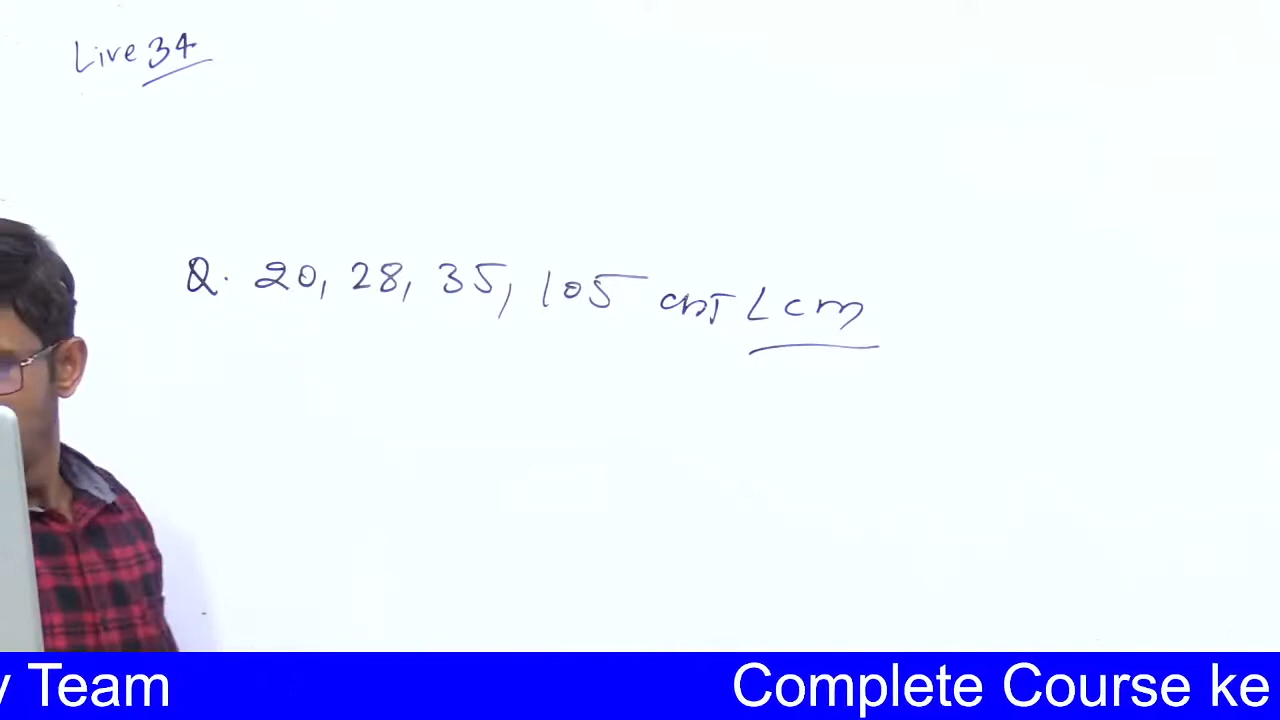 Live 34
Q. 20, 28, 35, 105 का Lcm
Team
Complete Course ke